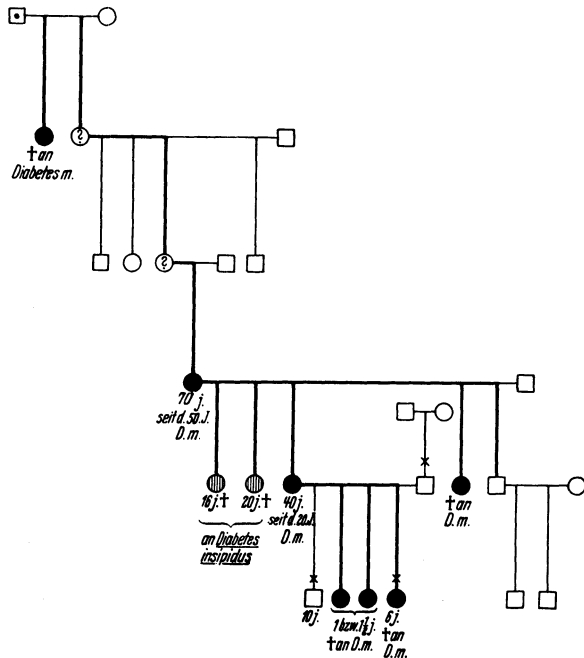 † an
Diabetes m.
?
?
70 j.
seit d. 50. J.
D. m.
16 j. †
20 j. †
an Diabetes
insipidus
40 j.
seit d. 20. J.
D. m.
† an
D. m.
10 j.
1 bzw. 1½ j.
† an D. m.
6 j.
† an
D. m.